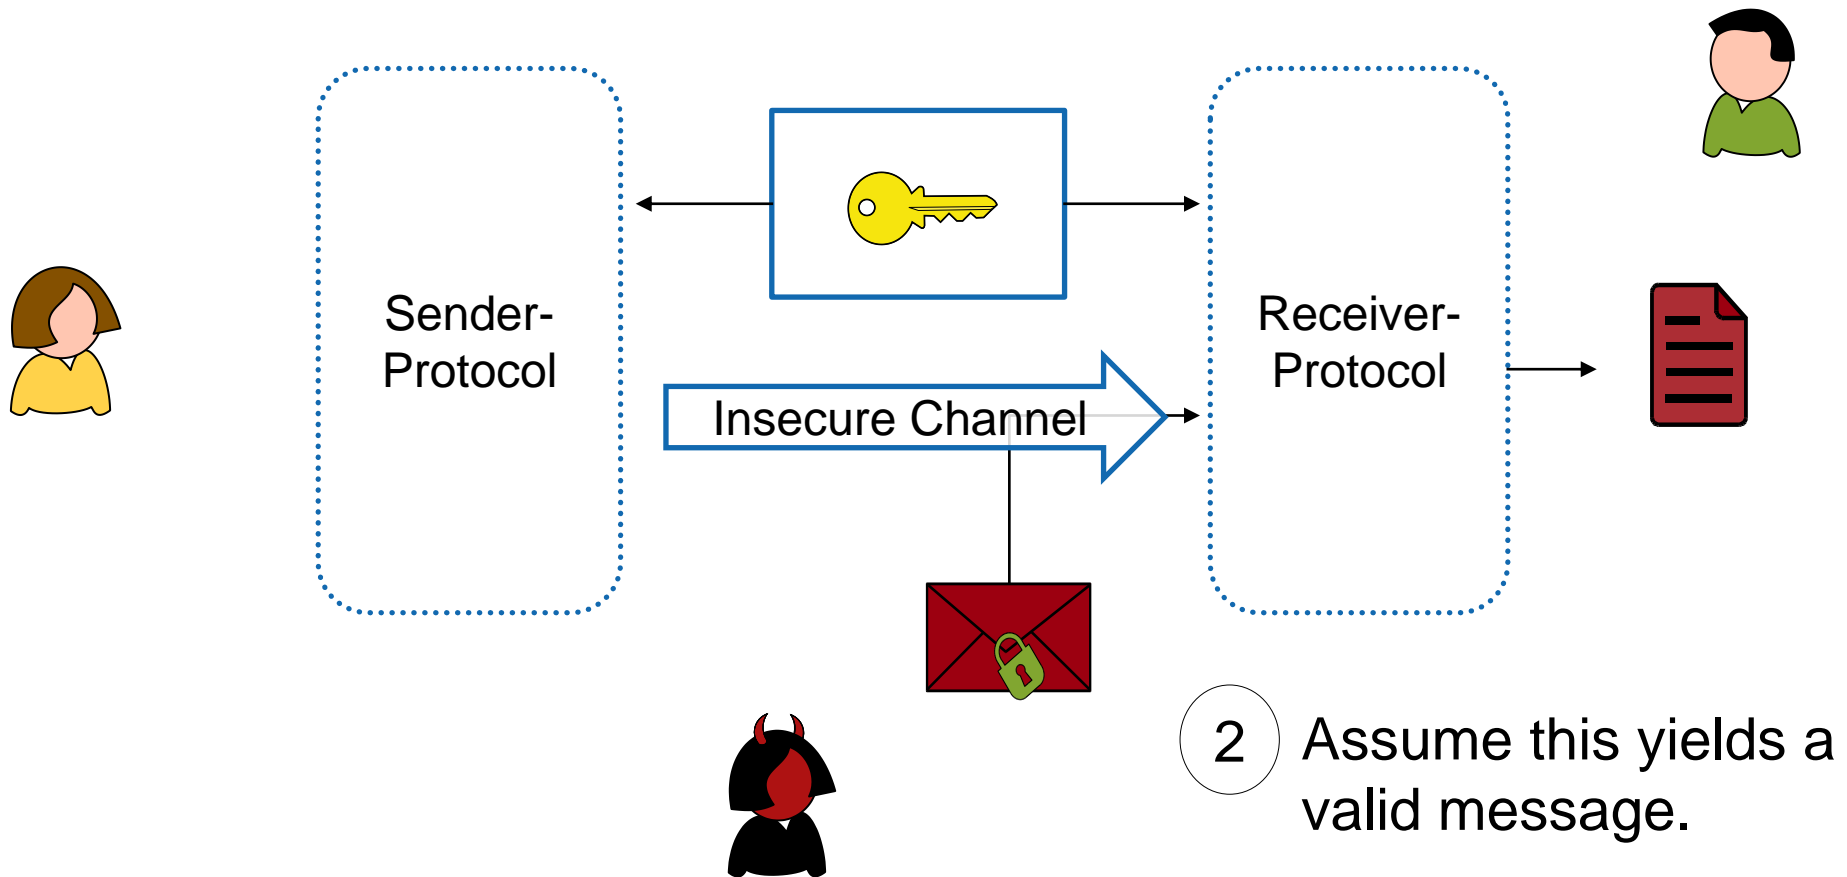 Sender-
Protocol
Receiver-
Protocol
Insecure Channel
2
Assume this yields a
valid message.